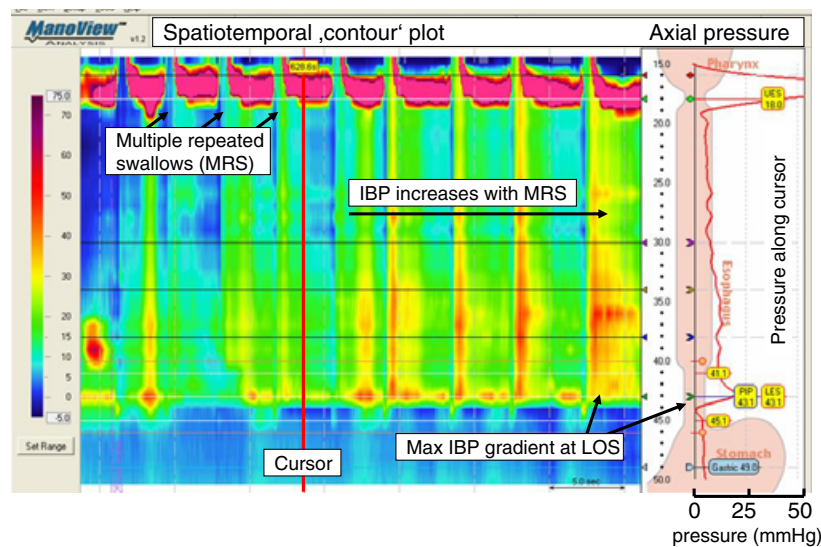 ManoView™
ANALYSIS v1.2
Spatiotemporal ‚contour‘ plot
Axial pressure
628.6s
15.0
Pharynx
75.0
70
60
50
40
30
20
15
10
5
0
-5.0
Set Range
Multiple repeated
swallows (MRS)
IBP increases with MRS
UES
18.0
20.0
25.0
30.0
35.0
40.0
45.0
50.0
Esophagus
Pressure along cursor
41.1
PIP
43.1
LES
43.1
45.1
Max IBP gradient at LOS
Cursor
Stomach
Gastric 49.0
5.0 sec
0 25 50
pressure (mmHg)